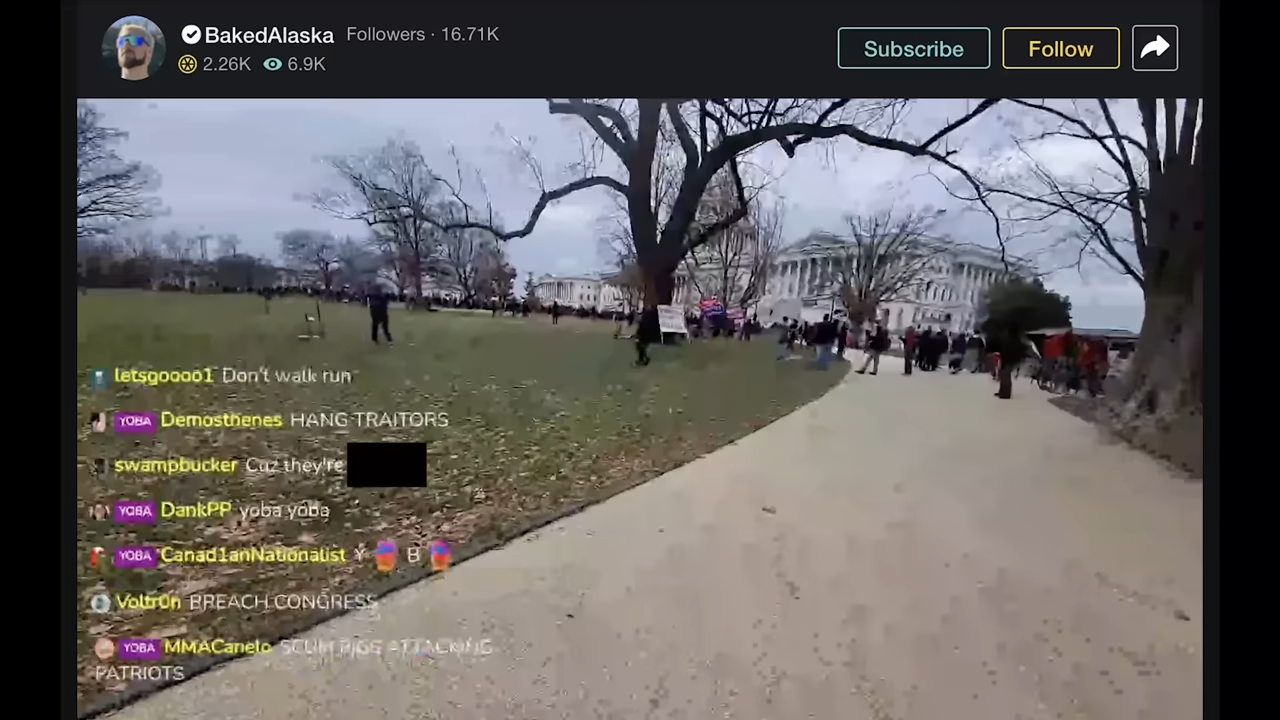 BakedAlaska Followers · 16.71K
2.26K 6.9K
Subscribe
Follow
letsgoooo1 Don't walk run
YOBA Demosthenes HANG TRAITORS
swampbucker Cuz they're
YOBA DankPP yoba yoba
YOBA Canad1anNationalist Y B
Voltr0n BREACH CONGRESS
YOBA MMACanelo SCUM PIGS ATTACKING
PATRIOTS